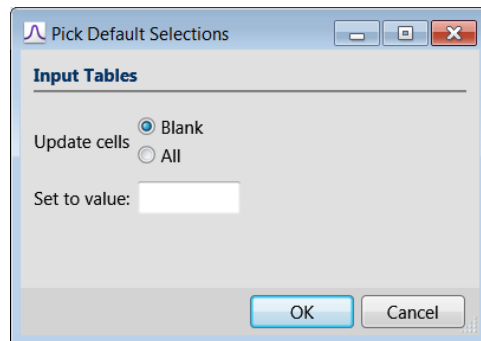 Pick Default Selections
Input Tables
Update cells
Blank
All
Set to value:
OK Cancel